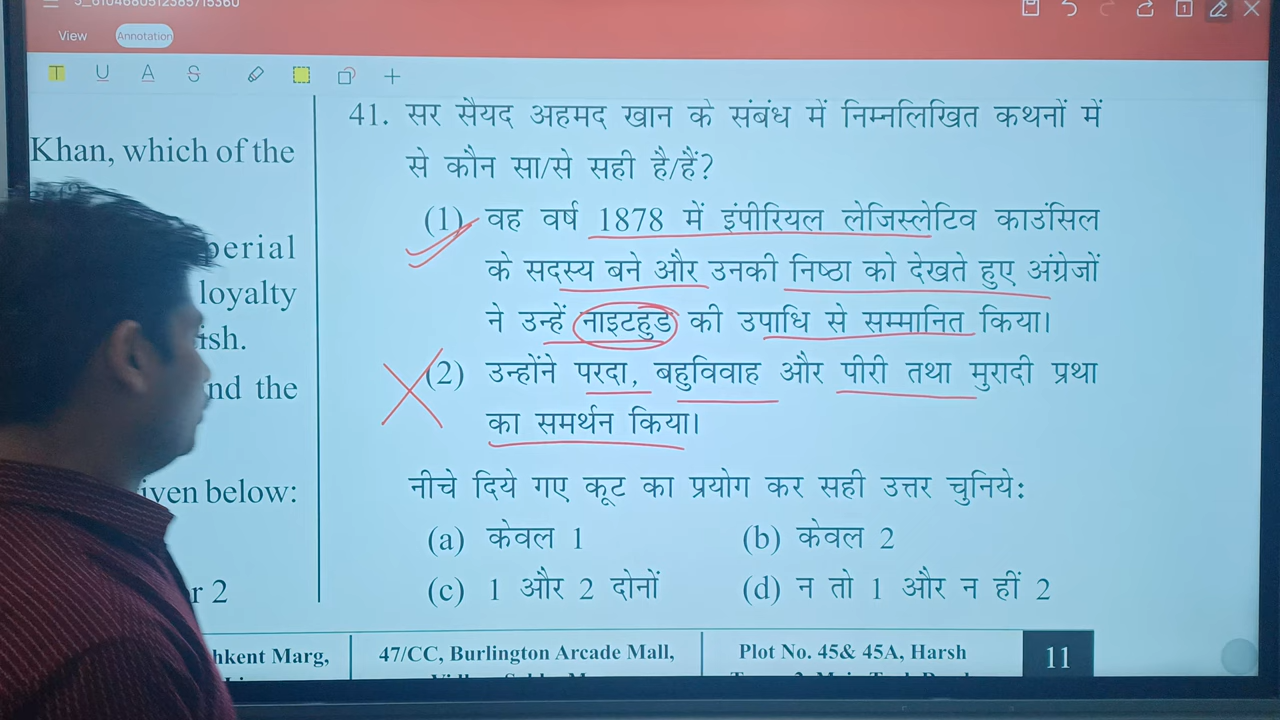 View Annotation
T U A S
Khan, which of the
perial
loyalty
ish.
nd the
iven below:
r 2
41. सर सैयद अहमद खान के संबंध में निम्नलिखित कथनों में
से कौन सा/से सही है/हैं?
(1) वह वर्ष 1878 में इंपीरियल लेजिस्लेटिव काउंसिल
के सदस्य बने और उनकी निष्ठा को देखते हुए अंग्रेजों
ने उन्हें नाइटहुड की उपाधि से सम्मानित किया।
(2) उन्होंने परदा, बहुविवाह और पीरी तथा मुरादी प्रथा
का समर्थन किया।
नीचे दिये गए कूट का प्रयोग कर सही उत्तर चुनिये:
(a) केवल 1 (b) केवल 2
(c) 1 और 2 दोनों (d) न तो 1 और न हीं 2
hkent Marg, 47/CC, Burlington Arcade Mall, Plot No. 45& 45A, Harsh 11